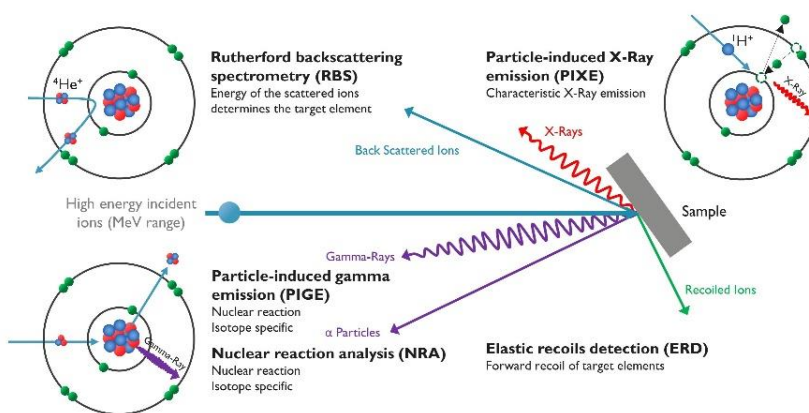 ⁴He⁺
Rutherford backscattering
spectrometry (RBS)
Energy of the scattered ions
determines the target element
Particle-induced X-Ray
emission (PIXE)
Characteristic X-Ray emission
¹H⁺
X-Ray
X-Rays
Back Scattered Ions
High energy incident
ions (MeV range)
Sample
Gamma-Rays
Particle-induced gamma
emission (PIGE)
Nuclear reaction
Isotope specific
Recoiled Ions
Gamma-Ray
α Particles
Nuclear reaction analysis (NRA)
Nuclear reaction
Isotope specific
Elastic recoils detection (ERD)
Forward recoil of target elements